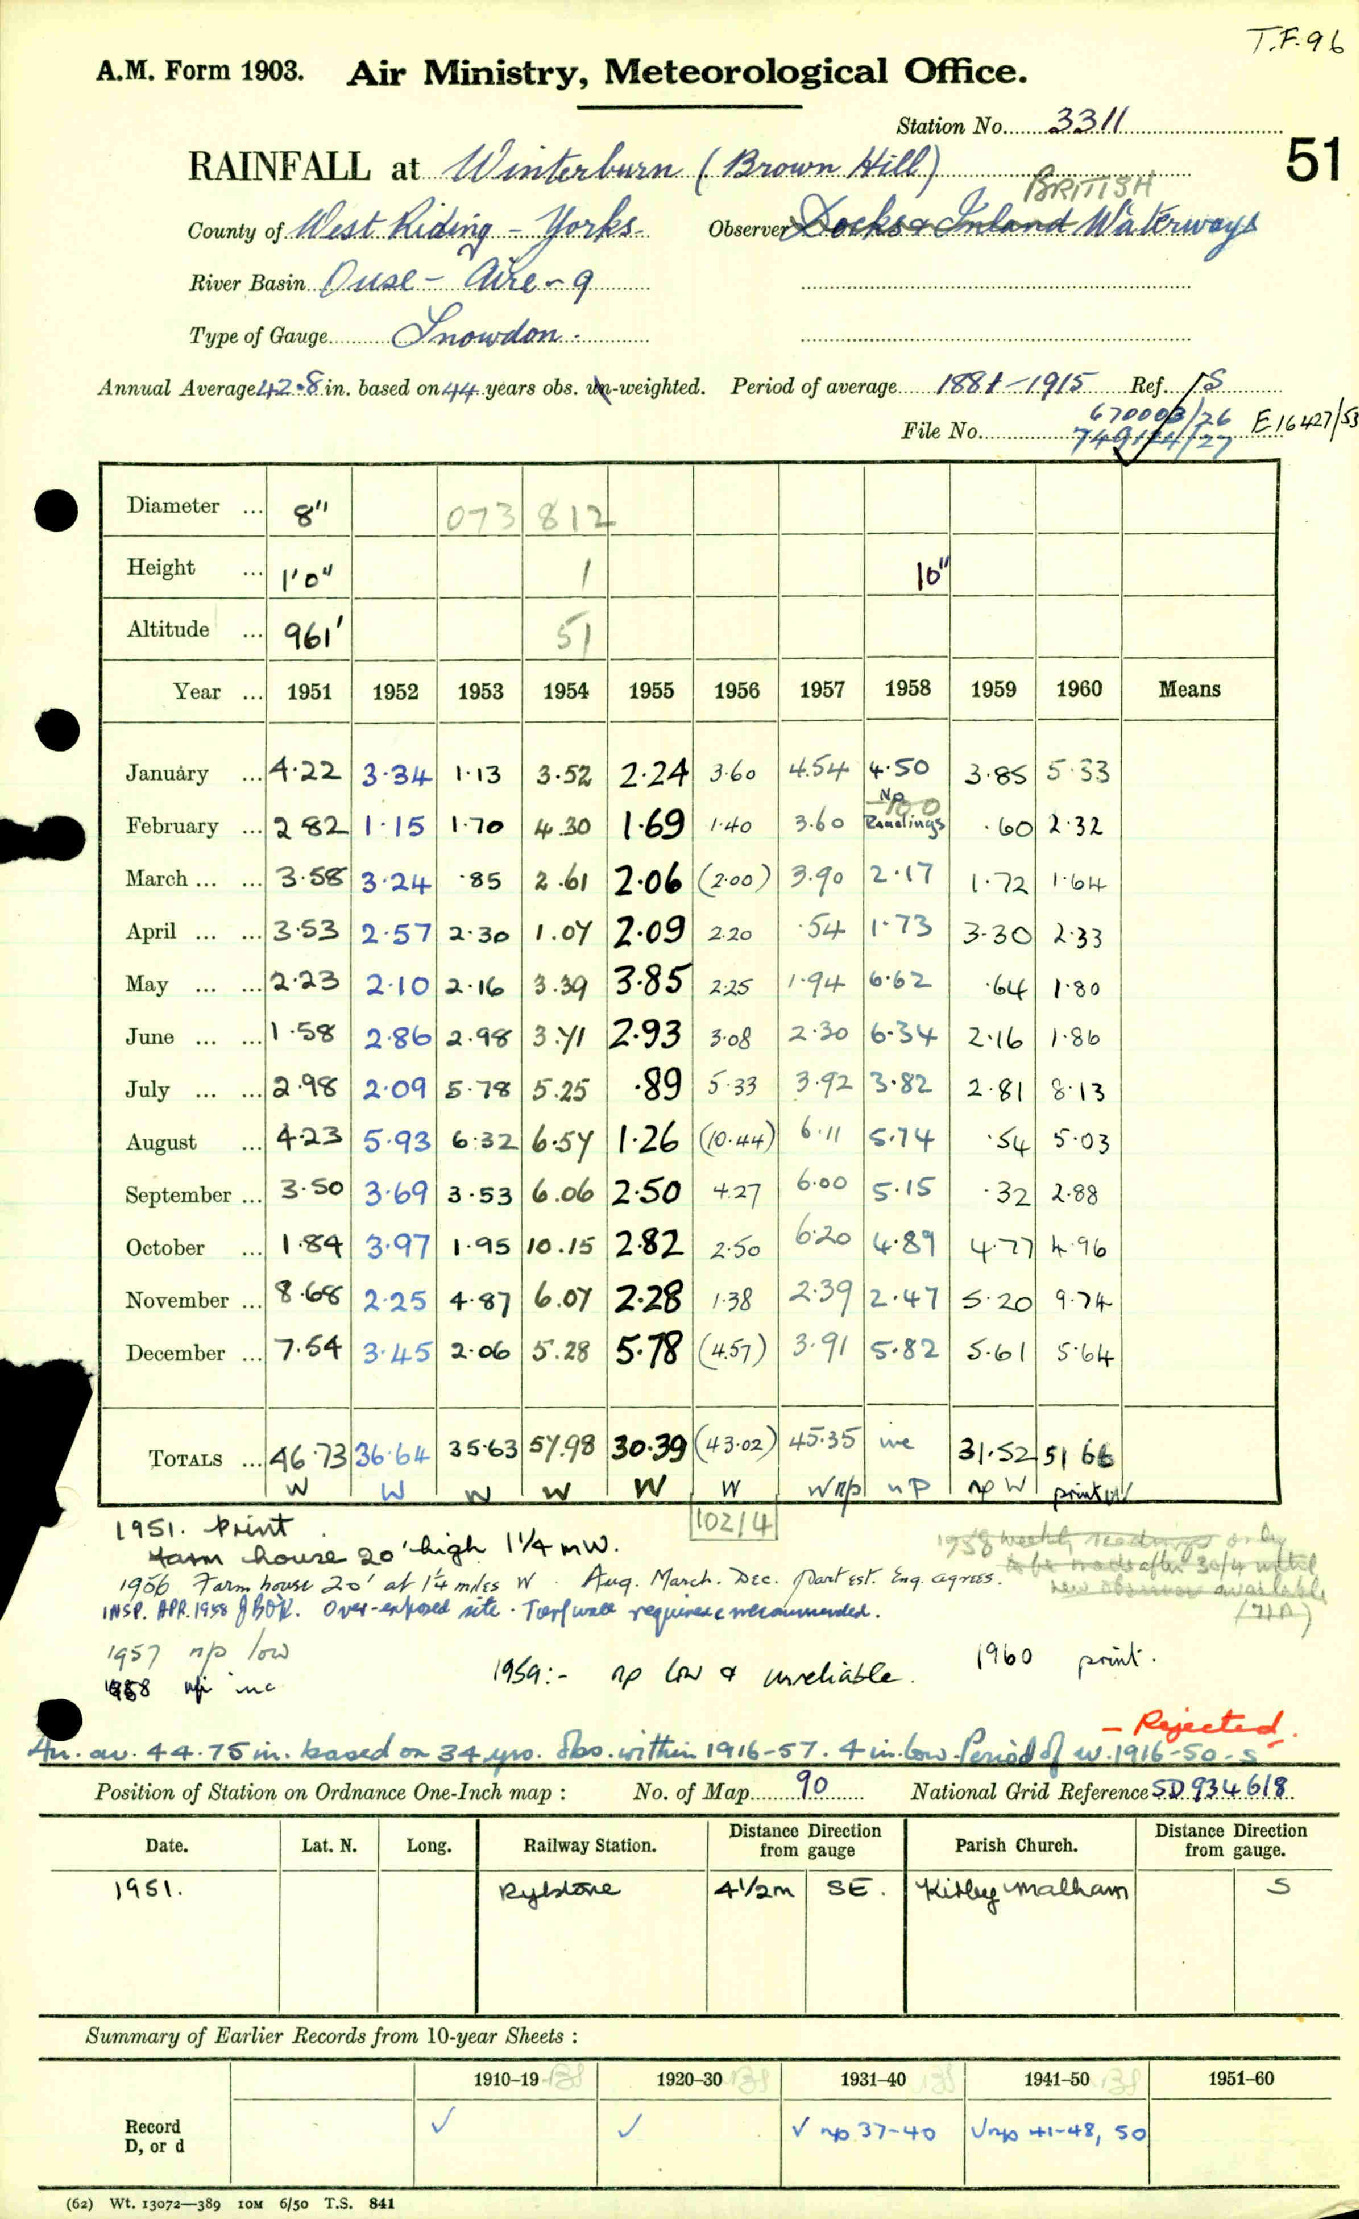 T.F.96
A.M. Form 1903. Air Ministry, Meteorological Office.
Station No. 3311
51
RAINFALL at Winterburn (Brown Hill)
BRITISH
County of West Riding - Yorks. Observer Docks & Inland Waterways
River Basin Ouse - Aire - 9
Type of Gauge Snowdon.
Annual Average 42.8 in. based on 44 years obs. un-weighted. Period of average 1881-1915 Ref. S
670003/26 E16427/53
File No. 749124/27
Diameter ... 8" 073 812
Height ... 1'0" 1 10"
Altitude ... 961' 51
Year ... 1951 1952 1953 1954 1955 1956 1957 1958 1959 1960 Means
January ... 4.22 3.34 1.13 3.52 2.24 3.60 4.54 4.50 3.85 5.33
February ... 2.82 1.15 1.70 4.30 1.69 1.40 3.60 No Readings .60 2.32
March ... ... 3.58 3.24 .85 2.61 2.06 (2.00) 3.90 2.17 1.72 1.64
April ... ... 3.53 2.57 2.30 1.07 2.09 2.20 .54 1.73 3.30 2.33
May ... ... 2.23 2.10 2.16 3.39 3.85 2.25 1.94 6.62 .64 1.80
June ... ... 1.58 2.86 2.98 3.71 2.93 3.08 2.30 6.34 2.16 1.86
July ... ... 2.98 2.09 5.78 5.25 .89 5.33 3.92 3.82 2.81 8.13
August ... 4.23 5.93 6.32 6.57 1.26 (10.44) 6.11 5.74 .54 5.03
September ... 3.50 3.69 3.53 6.06 2.50 4.27 6.00 5.15 .32 2.88
October ... 1.84 3.97 1.95 10.15 2.82 2.50 6.20 4.89 4.77 4.96
November ... 8.68 2.25 4.87 6.07 2.28 1.38 2.39 2.47 5.20 9.74
December ... 7.54 3.45 2.06 5.28 5.78 (4.57) 3.91 5.82 5.61 5.64
TOTALS ... 46.73 36.64 35.63 57.98 30.39 (43.02) 45.35 inc 31.52 51.66
W W W W W W W np np np W print W
102/4
1951. Print.
Farm house 20' high 1 1/4 m W.
1958 weekly readings only to be made after 30/4 until new observer available
1956 Farm house 20' at 1 1/4 miles W. Aug. March. Dec. part est. Enq. agrees.
INSP. APR. 1958 Over-exposed site. Turf wall required recommended.
1957 np low
1958 np inc
1959:- np low & unreliable.
1960 print.
- Rejected.
An. av. 44.75 in. based on 34 yrs. obs. within 1916-57. 4 in. low. Period of av. 1916-50 - S
Position of Station on Ordnance One-Inch map : No. of Map 90 National Grid Reference SD 934618
Date. Lat. N. Long. Railway Station. Distance from gauge Direction Parish Church. Distance from gauge. Direction
1951. Rylstone 4 1/2 m SE. Kirkby Malham S
Summary of Earlier Records from 10-year Sheets :
1910-19 1920-30 1931-40 1941-50 1951-60
Record D, or d ✓ ✓ ✓ np 37-40 ✓ np 41-48, 50
(62) Wt. 13072—389 10M 6/50 T.S. 841